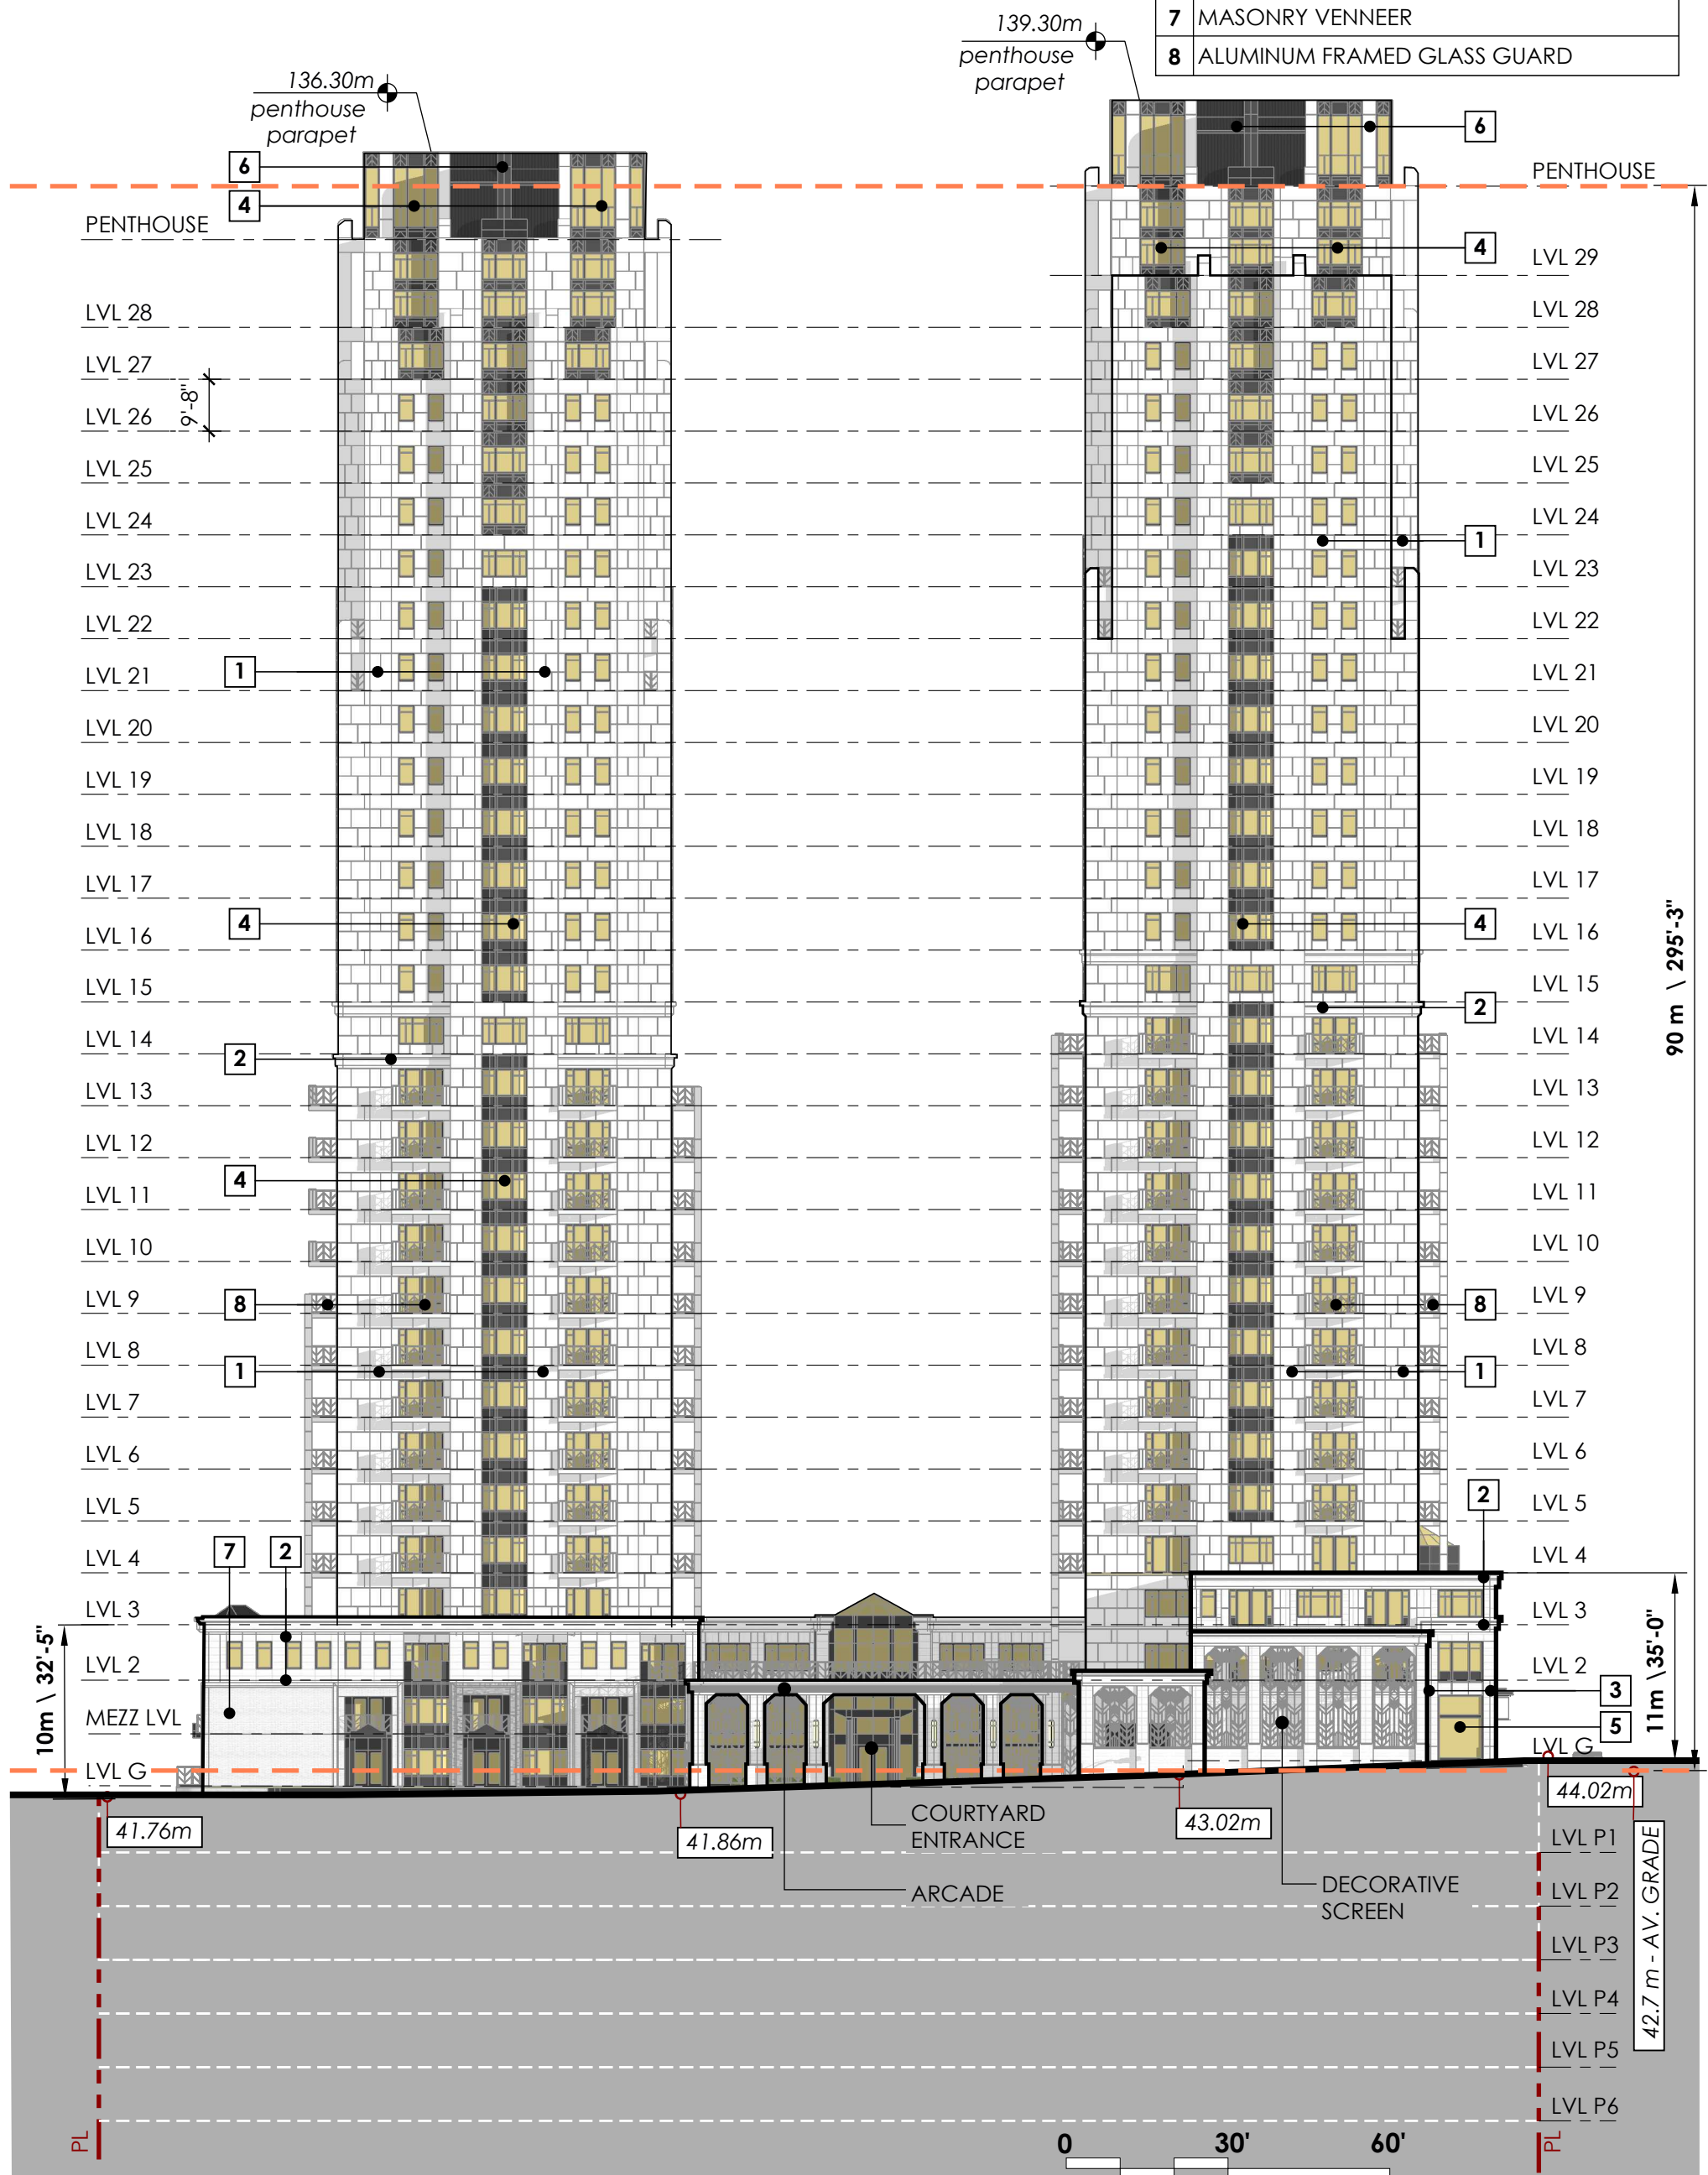 7 MASONRY VENNEER
8 ALUMINUM FRAMED GLASS GUARD
139.30m
penthouse
parapet
136.30m
penthouse
parapet
6
4
6
4
PENTHOUSE
LVL 28
LVL 27
LVL 26
9'-8"
LVL 25
LVL 24
LVL 23
LVL 22
LVL 21
1
LVL 20
LVL 19
LVL 18
LVL 17
LVL 16
4
LVL 15
LVL 14
2
LVL 13
LVL 12
LVL 11
4
LVL 10
LVL 9
8
LVL 8
1
LVL 7
LVL 6
LVL 5
LVL 4
7
2
LVL 3
LVL 2
MEZZ LVL
LVL G
10m \ 32'-5"
PENTHOUSE
LVL 29
LVL 28
LVL 27
LVL 26
LVL 25
LVL 24
1
LVL 23
LVL 22
LVL 21
LVL 20
LVL 19
LVL 18
LVL 17
4
LVL 16
LVL 15
2
LVL 14
LVL 13
LVL 12
LVL 11
LVL 10
LVL 9
8
LVL 8
1
LVL 7
LVL 6
LVL 5
2
LVL 4
LVL 3
LVL 2
3
5
LVL G
90 m \ 295'-3"
11m \ 35'-0"
41.76m
41.86m
43.02m
44.02m
COURTYARD
ENTRANCE
ARCADE
DECORATIVE
SCREEN
LVL P1
LVL P2
LVL P3
LVL P4
LVL P5
LVL P6
42.7 m - AV. GRADE
PL
PL
0 30' 60'